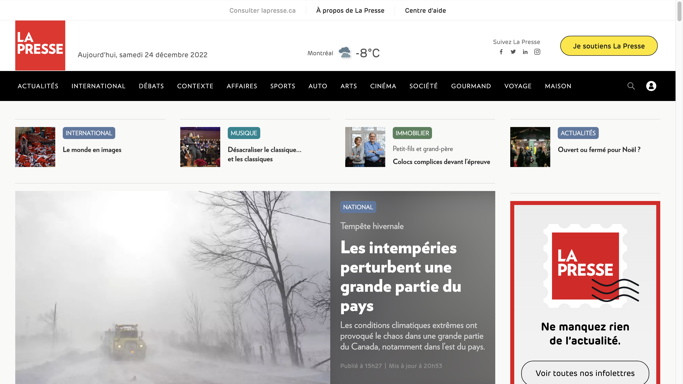 Consulter lapresse.ca
À propos de La Presse
Centre d'aide
LA PRESSE
Aujourd'hui, samedi 24 décembre 2022
Montréal -8°C
Suivez La Presse
Je soutiens La Presse
ACTUALITÉS INTERNATIONAL DÉBATS CONTEXTE AFFAIRES SPORTS AUTO ARTS CINÉMA SOCIÉTÉ GOURMAND VOYAGE MAISON
INTERNATIONAL
Le monde en images
MUSIQUE
Désacraliser le classique...
et les classiques
IMMOBILIER
Petit-fils et grand-père
Colocs complices devant l'épreuve
ACTUALITÉS
Ouvert ou fermé pour Noël ?
NATIONAL
Tempête hivernale
Les intempéries
perturbent une
grande partie du
pays
Les conditions climatiques extrêmes ont
provoqué le chaos dans une grande partie
du Canada, notamment dans l'est du pays.
Publié à 15h27 | Mis à jour à 20h53
LA
PRESSE
Ne manquez rien
de l'actualité.
Voir toutes nos infolettres